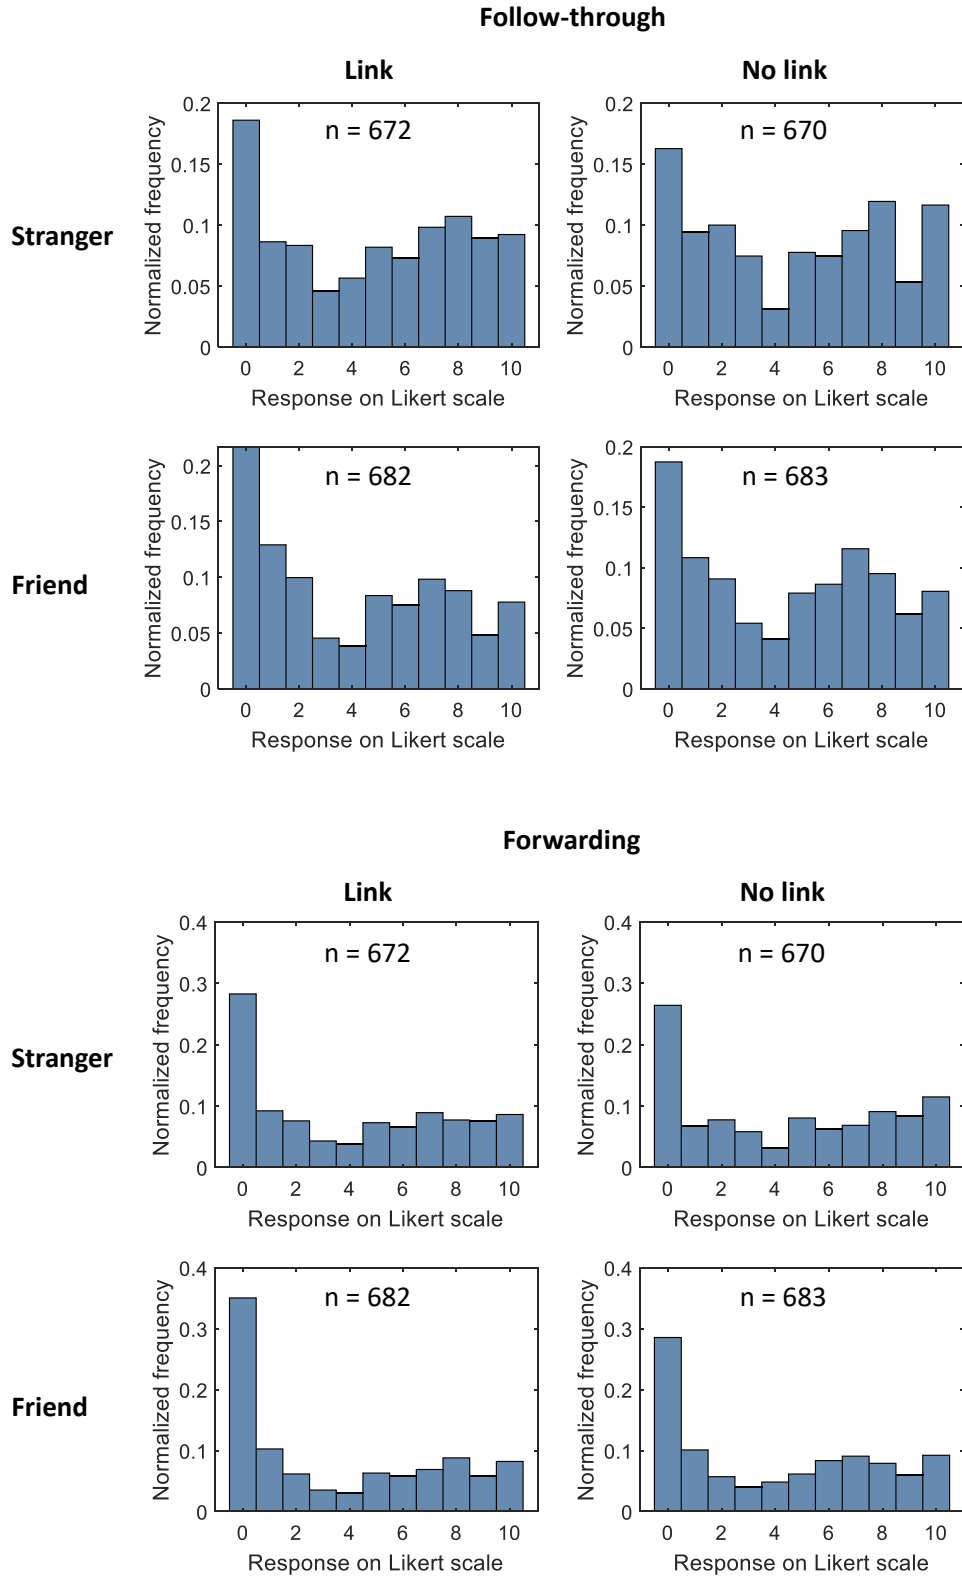 Follow-through
Link No link
Stranger
Normalized frequency
0.2
0.15
0.1
0.05
0
n = 672
0 2 4 6 8 10
Response on Likert scale
Normalized frequency
0.2
0.15
0.1
0.05
0
n = 670
0 2 4 6 8 10
Response on Likert scale
Friend
Normalized frequency
0.2
0.15
0.1
0.05
0
n = 682
0 2 4 6 8 10
Response on Likert scale
Normalized frequency
0.2
0.15
0.1
0.05
0
n = 683
0 2 4 6 8 10
Response on Likert scale
Forwarding
Link No link
Stranger
Normalized frequency
0.4
0.3
0.2
0.1
0
n = 672
0 2 4 6 8 10
Response on Likert scale
Normalized frequency
0.4
0.3
0.2
0.1
0
n = 670
0 2 4 6 8 10
Response on Likert scale
Friend
Normalized frequency
0.4
0.3
0.2
0.1
0
n = 682
0 2 4 6 8 10
Response on Likert scale
Normalized frequency
0.4
0.3
0.2
0.1
0
n = 683
0 2 4 6 8 10
Response on Likert scale